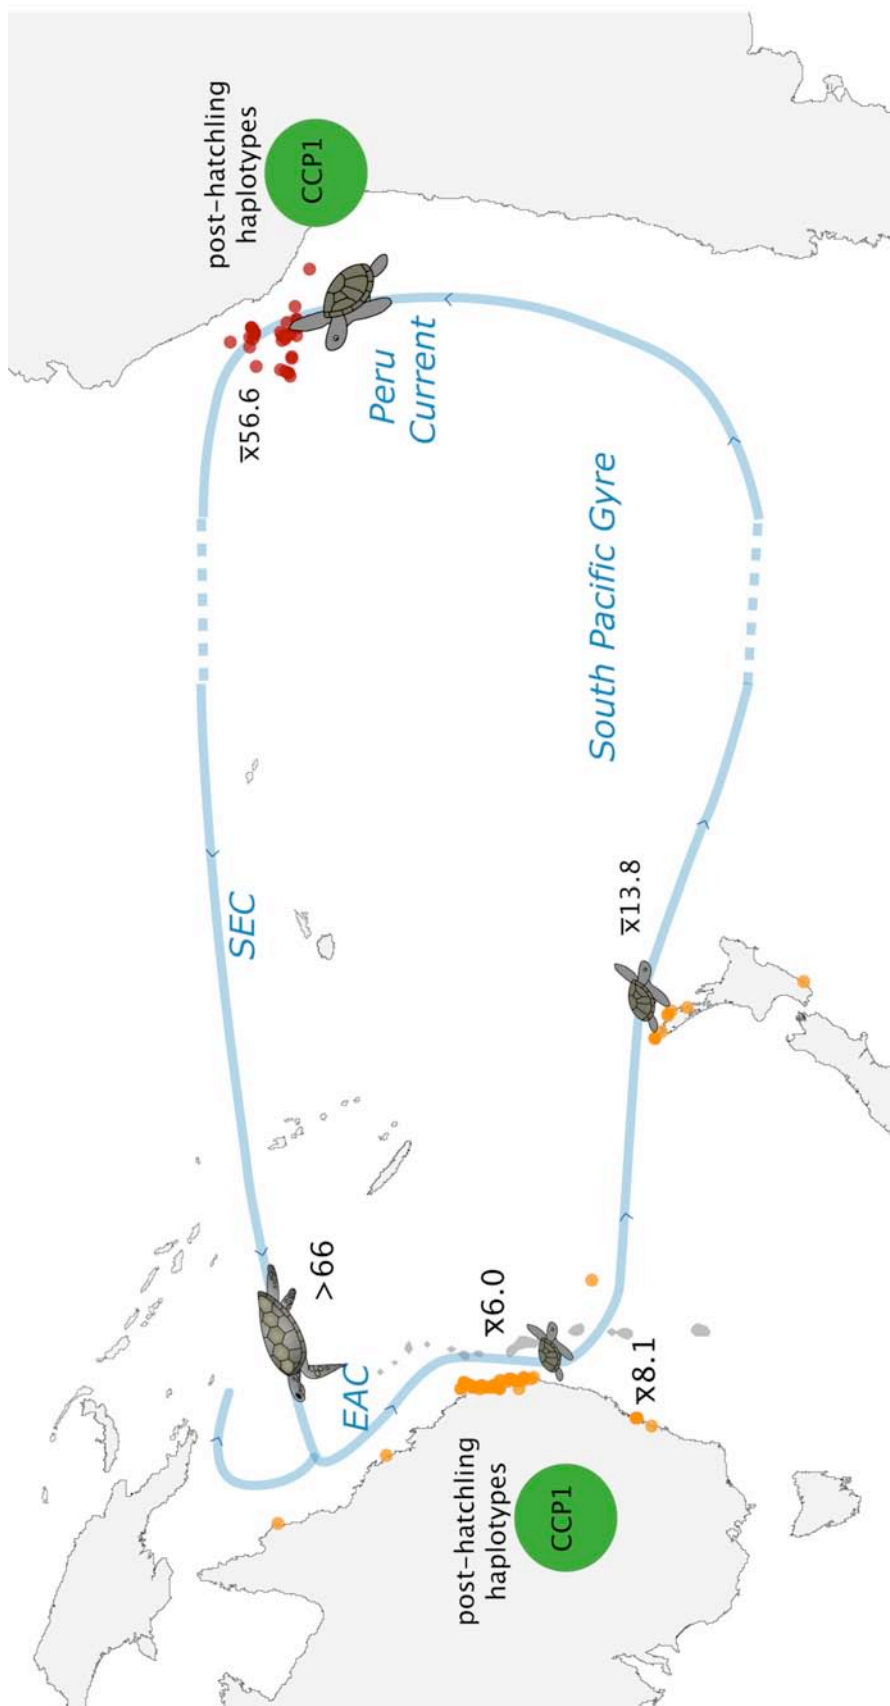 post-hatchling
haplotypes
CCP1
x̅56.6
Peru
Current
SEC
South Pacific Gyre
x̅13.8
>66
EAC
x̅6.0
x̅8.1
post-hatchling
haplotypes
CCP1